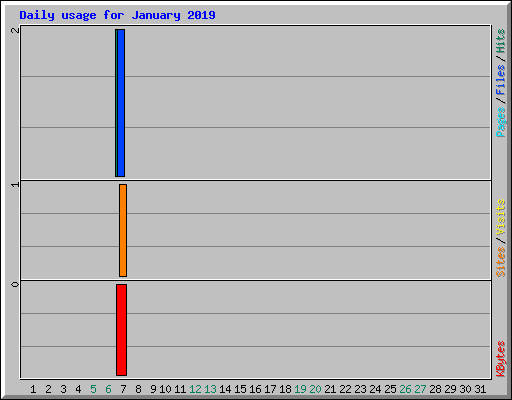 Daily usage for January 2019
2
1
0
Pages / Files / Hits
Sites / Visits
KBytes
1 2 3 4 5 6 7 8 9 10 11 12 13 14 15 16 17 18 19 20 21 22 23 24 25 26 27 28 29 30 31